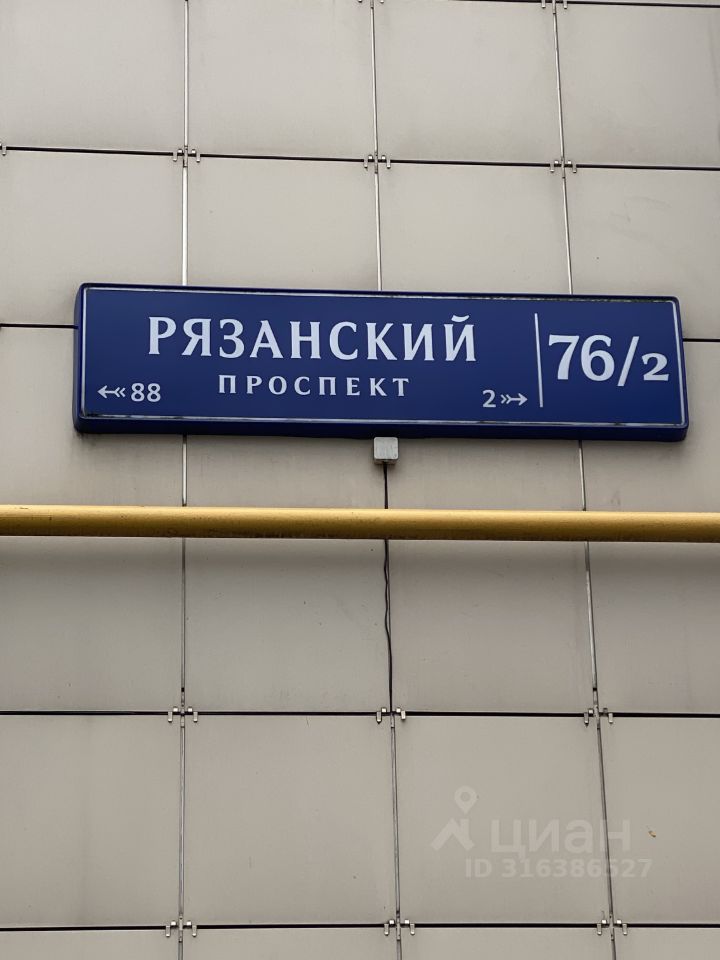 РЯЗАНСКИЙ
ПРОСПЕКТ
88
2
76/2
циан
ID 316386527